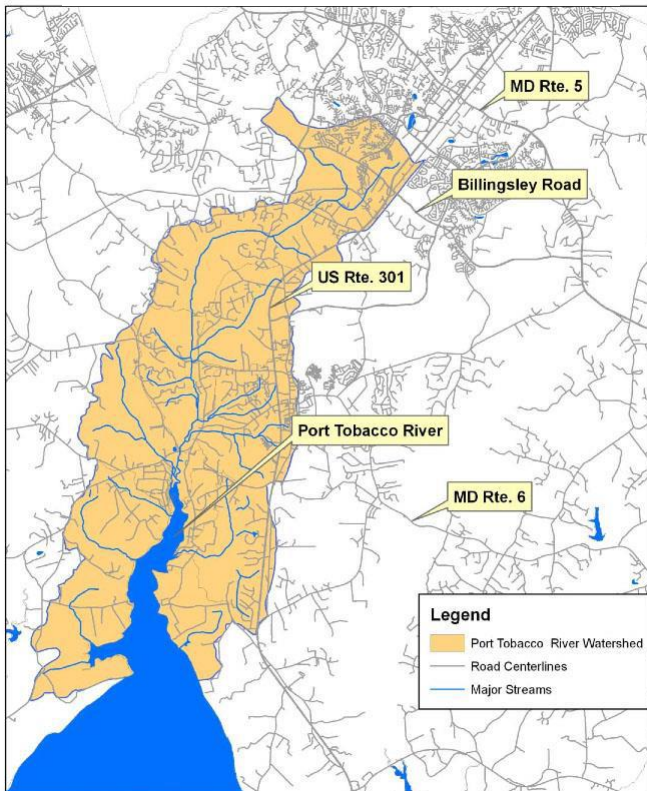 MD Rte. 5
Billingsley Road
US Rte. 301
Port Tobacco River
MD Rte. 6
Legend
Port Tobacco River Watershed
Road Centerlines
Major Streams